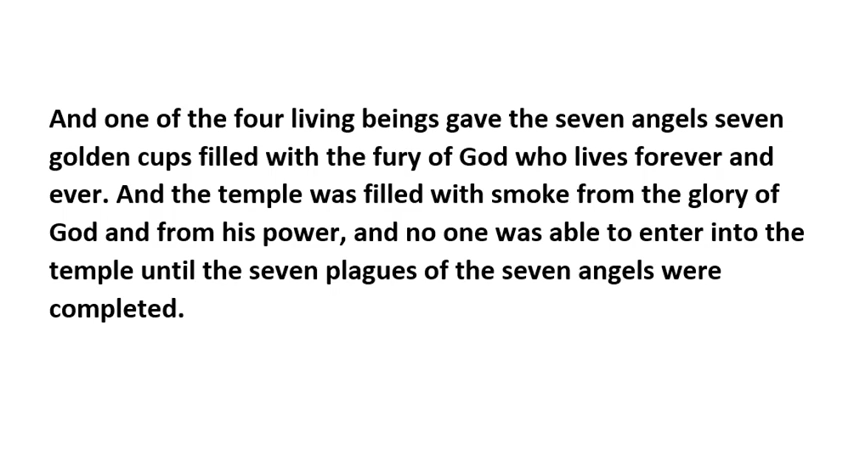 And one of the four living beings gave the seven angels seven
golden cups filled with the fury of God who lives forever and
ever. And the temple was filled with smoke from the glory of
God and from his power, and no one was able to enter into the
temple until the seven plagues of the seven angels were
completed.